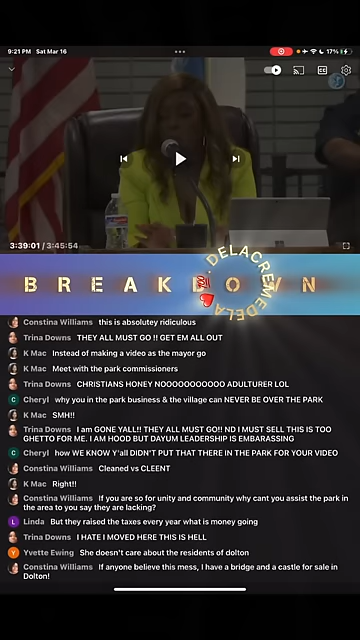 9:21 PM Sat Mar 16
17%
CC
3:39:01 / 3:45:54
DELACREMEDELA
BREAKDOWN
Constina Williams this is absolutey ridiculous
Trina Downs THEY ALL MUST GO !! GET EM ALL OUT
K Mac Instead of making a video as the mayor go
K Mac Meet with the park commissioners
Trina Downs CHRISTIANS HONEY NOOOOOOOOOOO ADULTURER LOL
C Cheryl why you in the park business & the village can NEVER BE OVER THE PARK
K Mac SMH!!
Trina Downs I am GONE YALL!! THEY ALL MUST GO!! ND I MUST SELL THIS IS TOO
GHETTO FOR ME. I AM HOOD BUT DAYUM LEADERSHIP IS EMBARASSING
C Cheryl how WE KNOW Y'all DIDN'T PUT THAT THERE IN THE PARK FOR YOUR VIDEO
Constina Williams Cleaned vs CLEENT
K Mac Right!!
Constina Williams If you are so for unity and community why cant you assist the park in
the area to you say they are lacking?
L Linda But they raised the taxes every year what is money going
Trina Downs I HATE I MOVED HERE THIS IS HELL
Y Yvette Ewing She doesn't care about the residents of dolton
Constina Williams If anyone believe this mess, I have a bridge and a castle for sale in
Dolton!